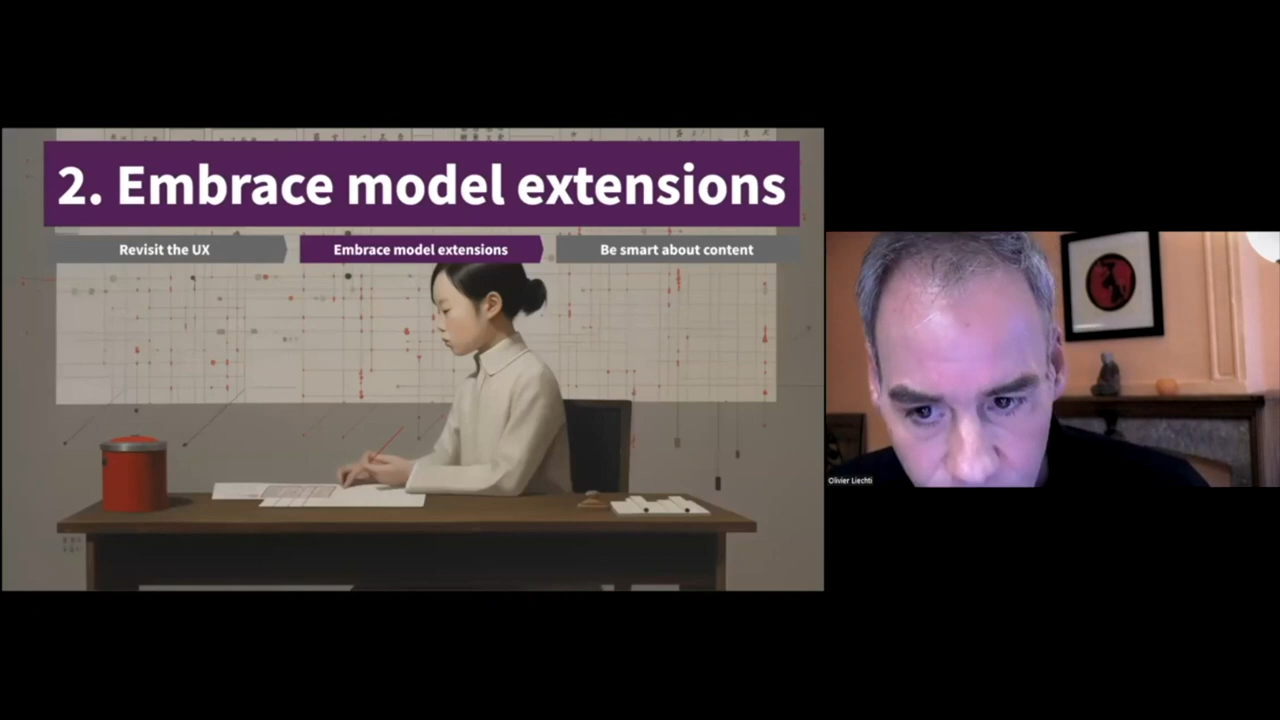 2. Embrace model extensions
Revisit the UX
Embrace model extensions
Be smart about content
Olivier Liechti